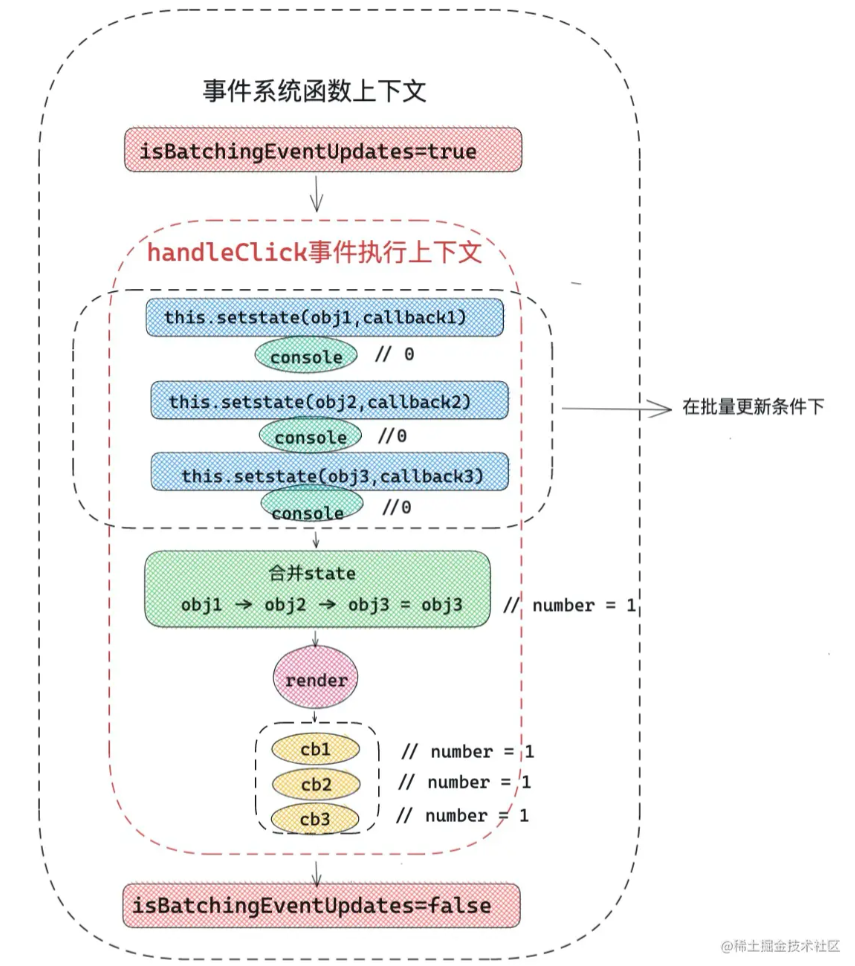 事件系统函数上下文
isBatchingEventUpdates=true
handleClick事件执行上下文
this.setstate(obj1,callback1)
console // 0
this.setstate(obj2,callback2)
在批量更新条件下
console //0
this.setstate(obj3,callback3)
console //0
合并state
obj1 → obj2 → obj3 = obj3 // number = 1
render
cb1 // number = 1
cb2 // number = 1
cb3 // number = 1
isBatchingEventUpdates=false
@稀土掘金技术社区